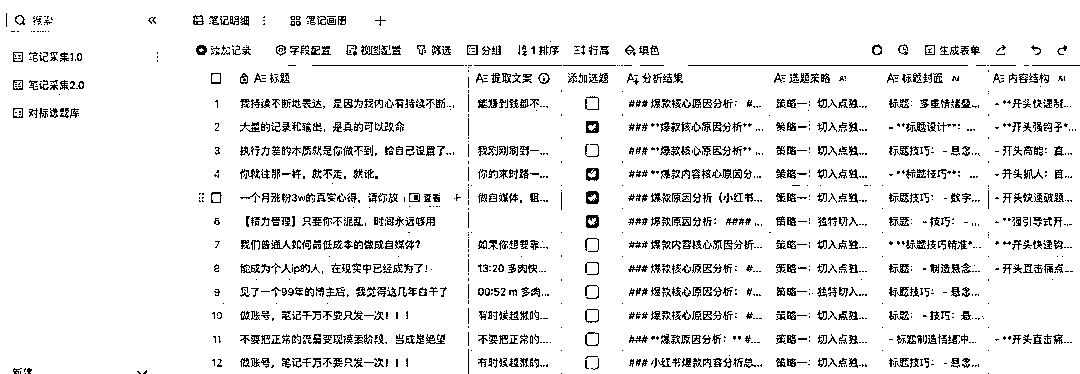 搜索
笔记采集1.0
笔记采集2.0
对标选题库
新建
笔记明细 笔记画册
添加记录 字段配置 视图配置 筛选 分组 排序 行高 填色 生成表单
标题 提取文案 添加选题 分析结果 选题策略 AI 标题封面 AI 内容结构 AI
1 我持续不断地表达，是因为我内心有持续不断... 能赚到钱都不... ### 爆款核心原因分析： #... 策略一：切入点独... 标题：多重情绪叠... - **开头快速制...
2 大量的记录和输出，是真的可以改命 ### **爆款核心原因分析** ... 策略一：切入点独... - **标题设计**： ... - **开头强钩子*...
3 执行力差的本质就是你做不到，给自己设置了... 我刚刚刷到一... ### **爆款核心原因分析** ... 策略一：切入点独... 标题技巧： - 悬念... - 开头高能：直...
4 你就往那一杵，就不走，就讹。 你的来时路一... ### **爆款内容核心原因分... 策略一：切入点独... - **标题技巧**： ... - 开头抓人：直...
一个月涨粉3w的真实心得，请你放 查看 做自媒体，粗... ### 爆款核心原因分析（小红书... 策略一：切入点独... 标题技巧： - 数字... - 开头快速破题...
6 【精力管理】只要你不混乱，时间永远够用 ### 爆款核心原因分析： ####... 策略一：独特切入... - 技巧： -... - **强引导式开...
7 我们普通人如何最低成本的做成自媒体？ 如果你想要靠... ### 爆款内容核心原因分析... 策略一：切入点独... ***标题技巧精准*... - **开头快速钩...
8 能成为个人ip的人，在现实中已经成为了！ 13:20 多肉快... ### 爆款核心原因分析： #... 策略一：切入点独... 标题： - 制造悬念... - 开头直击痛点...
9 见了一个99年的博主后，我觉得这几年白干了 00:52 m 多肉... ### 爆款核心原因分析： #... 策略一：独特切入... 标题技巧： - 悬念...
10 做账号，笔记千万不要只发一次！！！ 有时候越狠的... ### 爆款核心原因分析： #... 策略一：切入点独... 标题： - 技巧：悬...
11 不要把正常的流量变现摸索阶段，当成是绝望 不要把正常的... ### **爆款原因分析：** #... 策略一：切入点独... - 标题制造情绪冲... - **开头直击痛...
12 做账号，笔记千万不要只发一次！！！ 有时候越狠的... ### 小红书爆款内容分析总... 策略一：切入点独... 标题技巧： - 悬念...